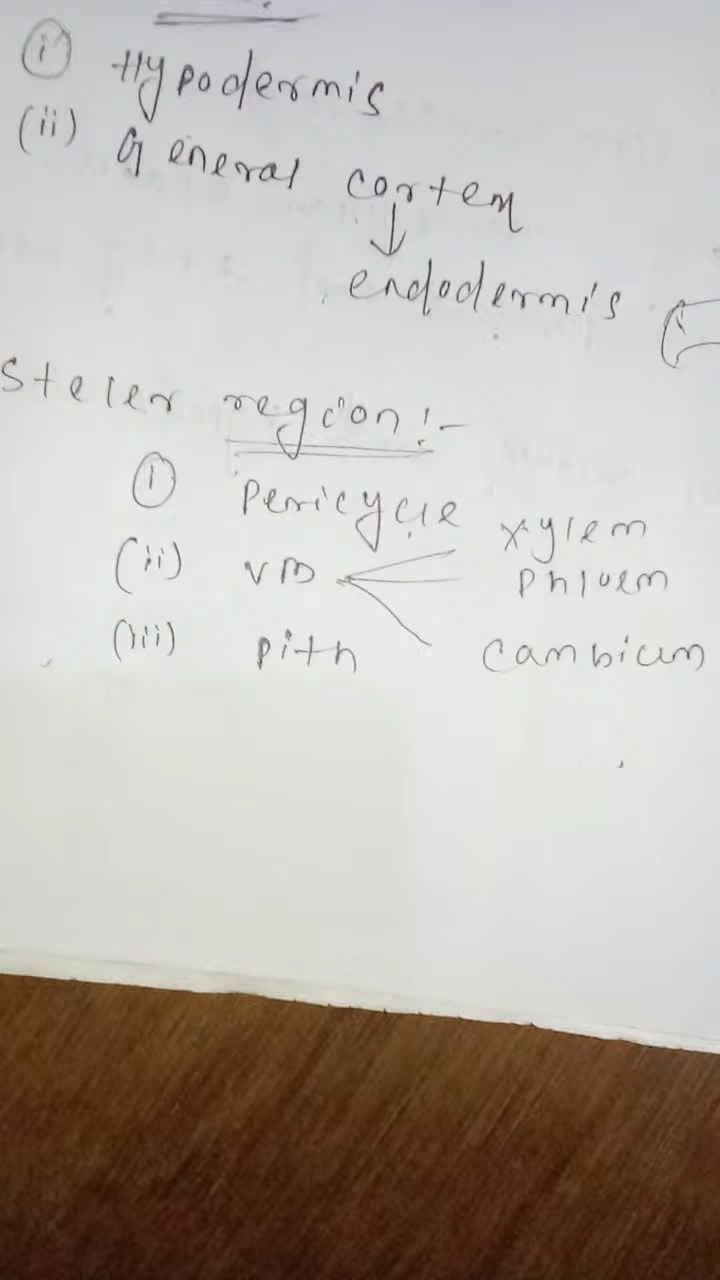 (i) Hypodermis
(ii) General cortex
↓
endodermis
Steler region :-
(i) Pericycle
(ii) VB xylem
Phloem
(iii) pith cambium